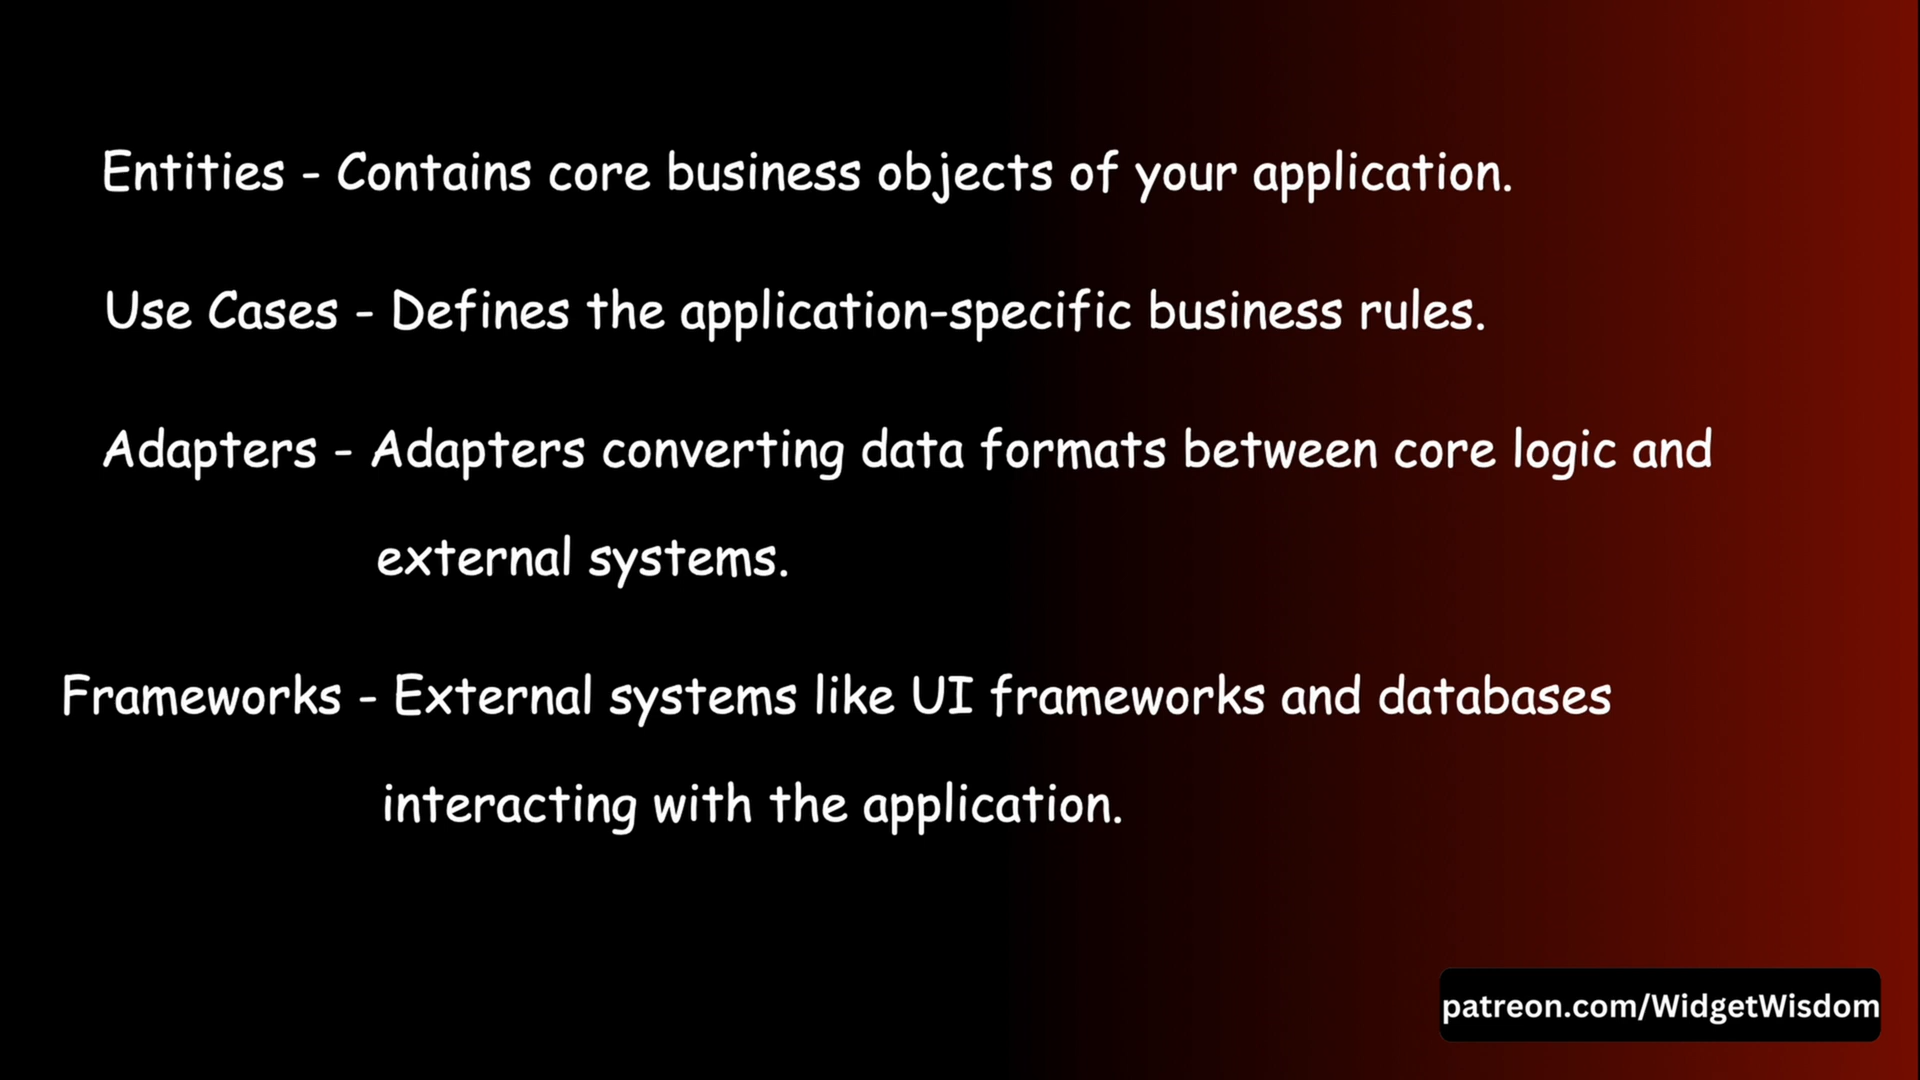 Entities - Contains core business objects of your application.
Use Cases - Defines the application-specific business rules.
Adapters - Adapters converting data formats between core logic and
external systems.
Frameworks - External systems like UI frameworks and databases
interacting with the application.
patreon.com/WidgetWisdom